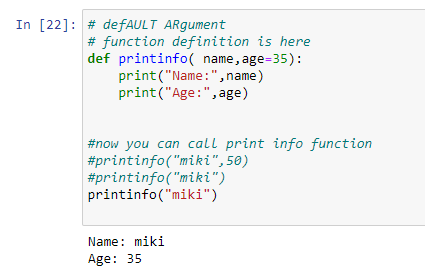 In [22]: # defAULT ARgument
# function definition is here
def printinfo( name,age=35):
    print("Name:",name)
    print("Age:",age)
#now you can call print info function
#printinfo("miki",50)
#printinfo("miki")
printinfo("miki")
Name: miki
Age: 35